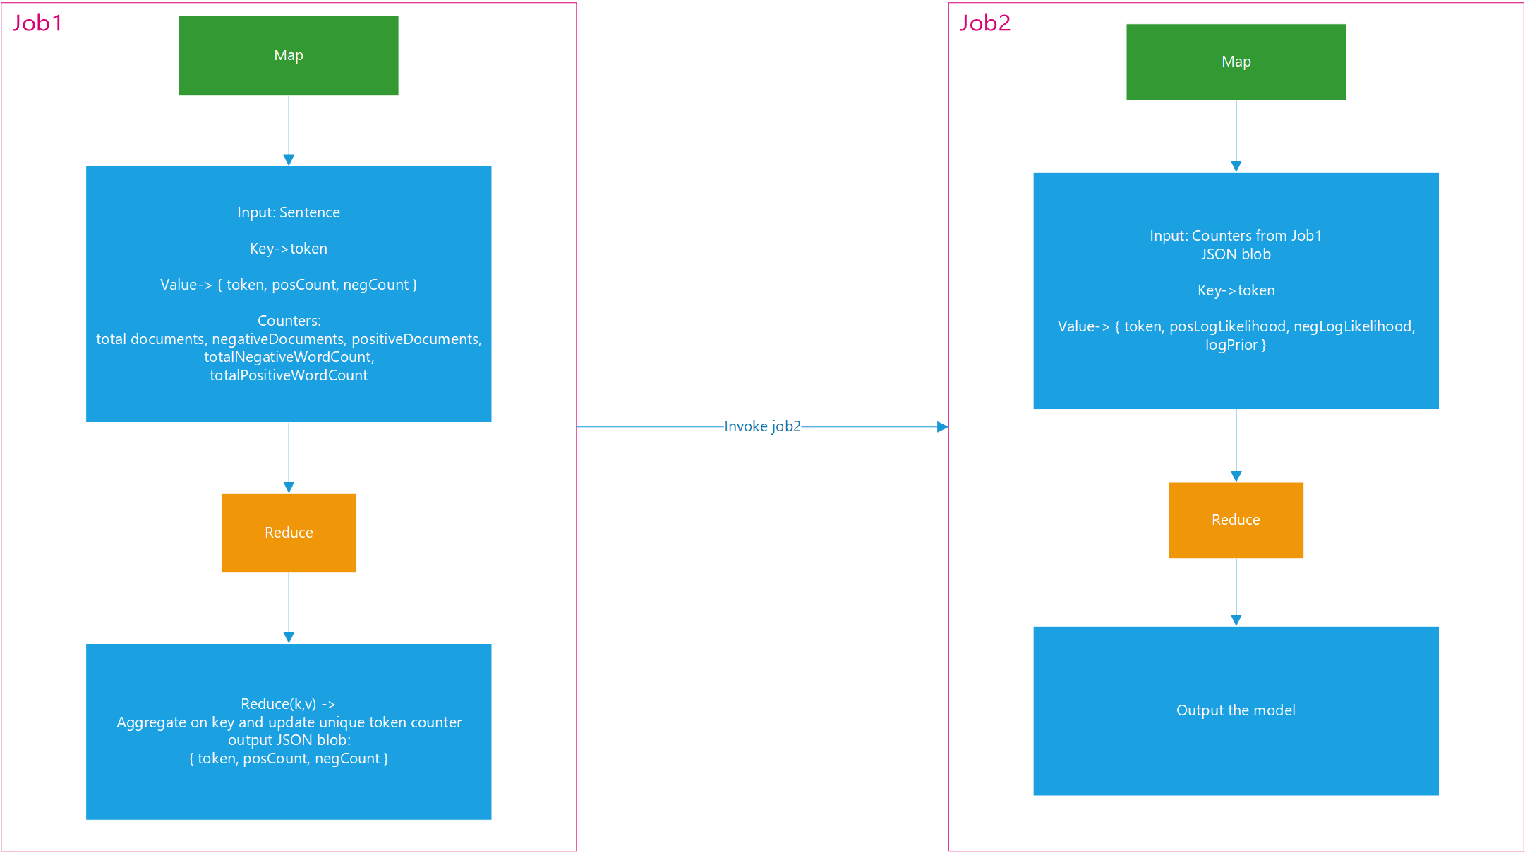 Job1
Map
Input: Sentence
Key->token
Value-> { token, posCount, negCount }
Counters:
total documents, negativeDocuments, positiveDocuments,
totalNegativeWordCount,
totalPositiveWordCount
Reduce
Reduce(k,v) ->
Aggregate on key and update unique token counter
output JSON blob:
{ token, posCount, negCount }
Invoke job2
Job2
Map
Input: Counters from Job1
JSON blob
Key->token
Value-> { token, posLogLikelihood, negLogLikelihood,
logPrior }
Reduce
Output the model